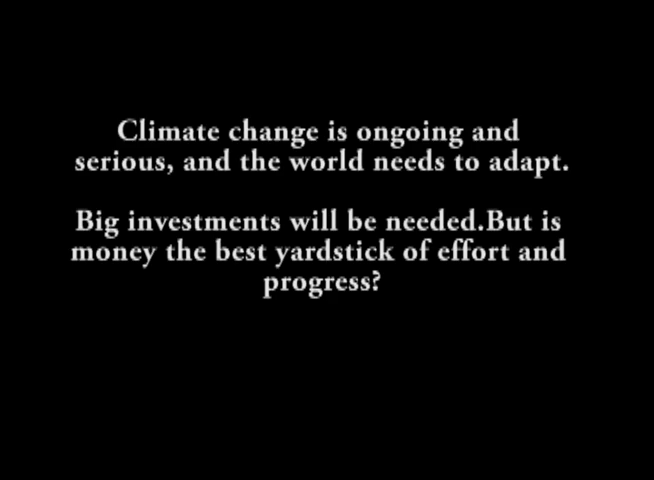 Climate change is ongoing and
serious, and the world needs to adapt.
Big investments will be needed.But is
money the best yardstick of effort and
progress?